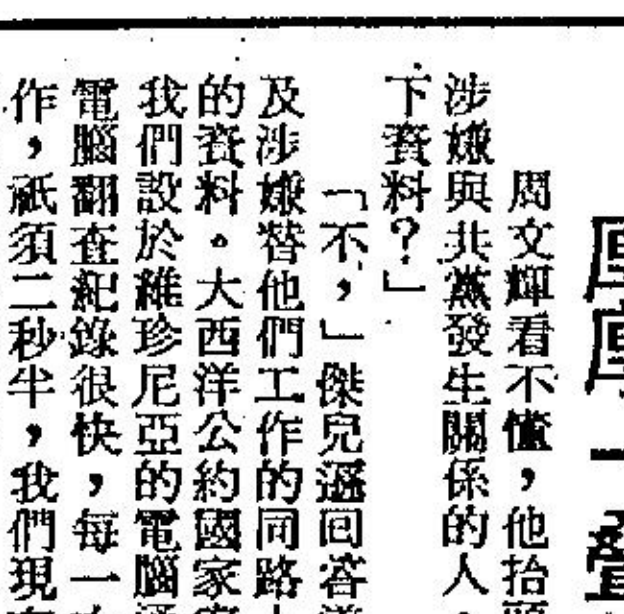 周文輝看不懂，他抬
涉嫌與共黨發生關係的人
下資料？」
「不，」傑兒遜回答
及涉嫌替他們工作的同路
的資料。大西洋公約國家
我們設於維珍尼亞的電腦
電腦翻查紀錄很快，每一
作，祇須二秒半，我們現